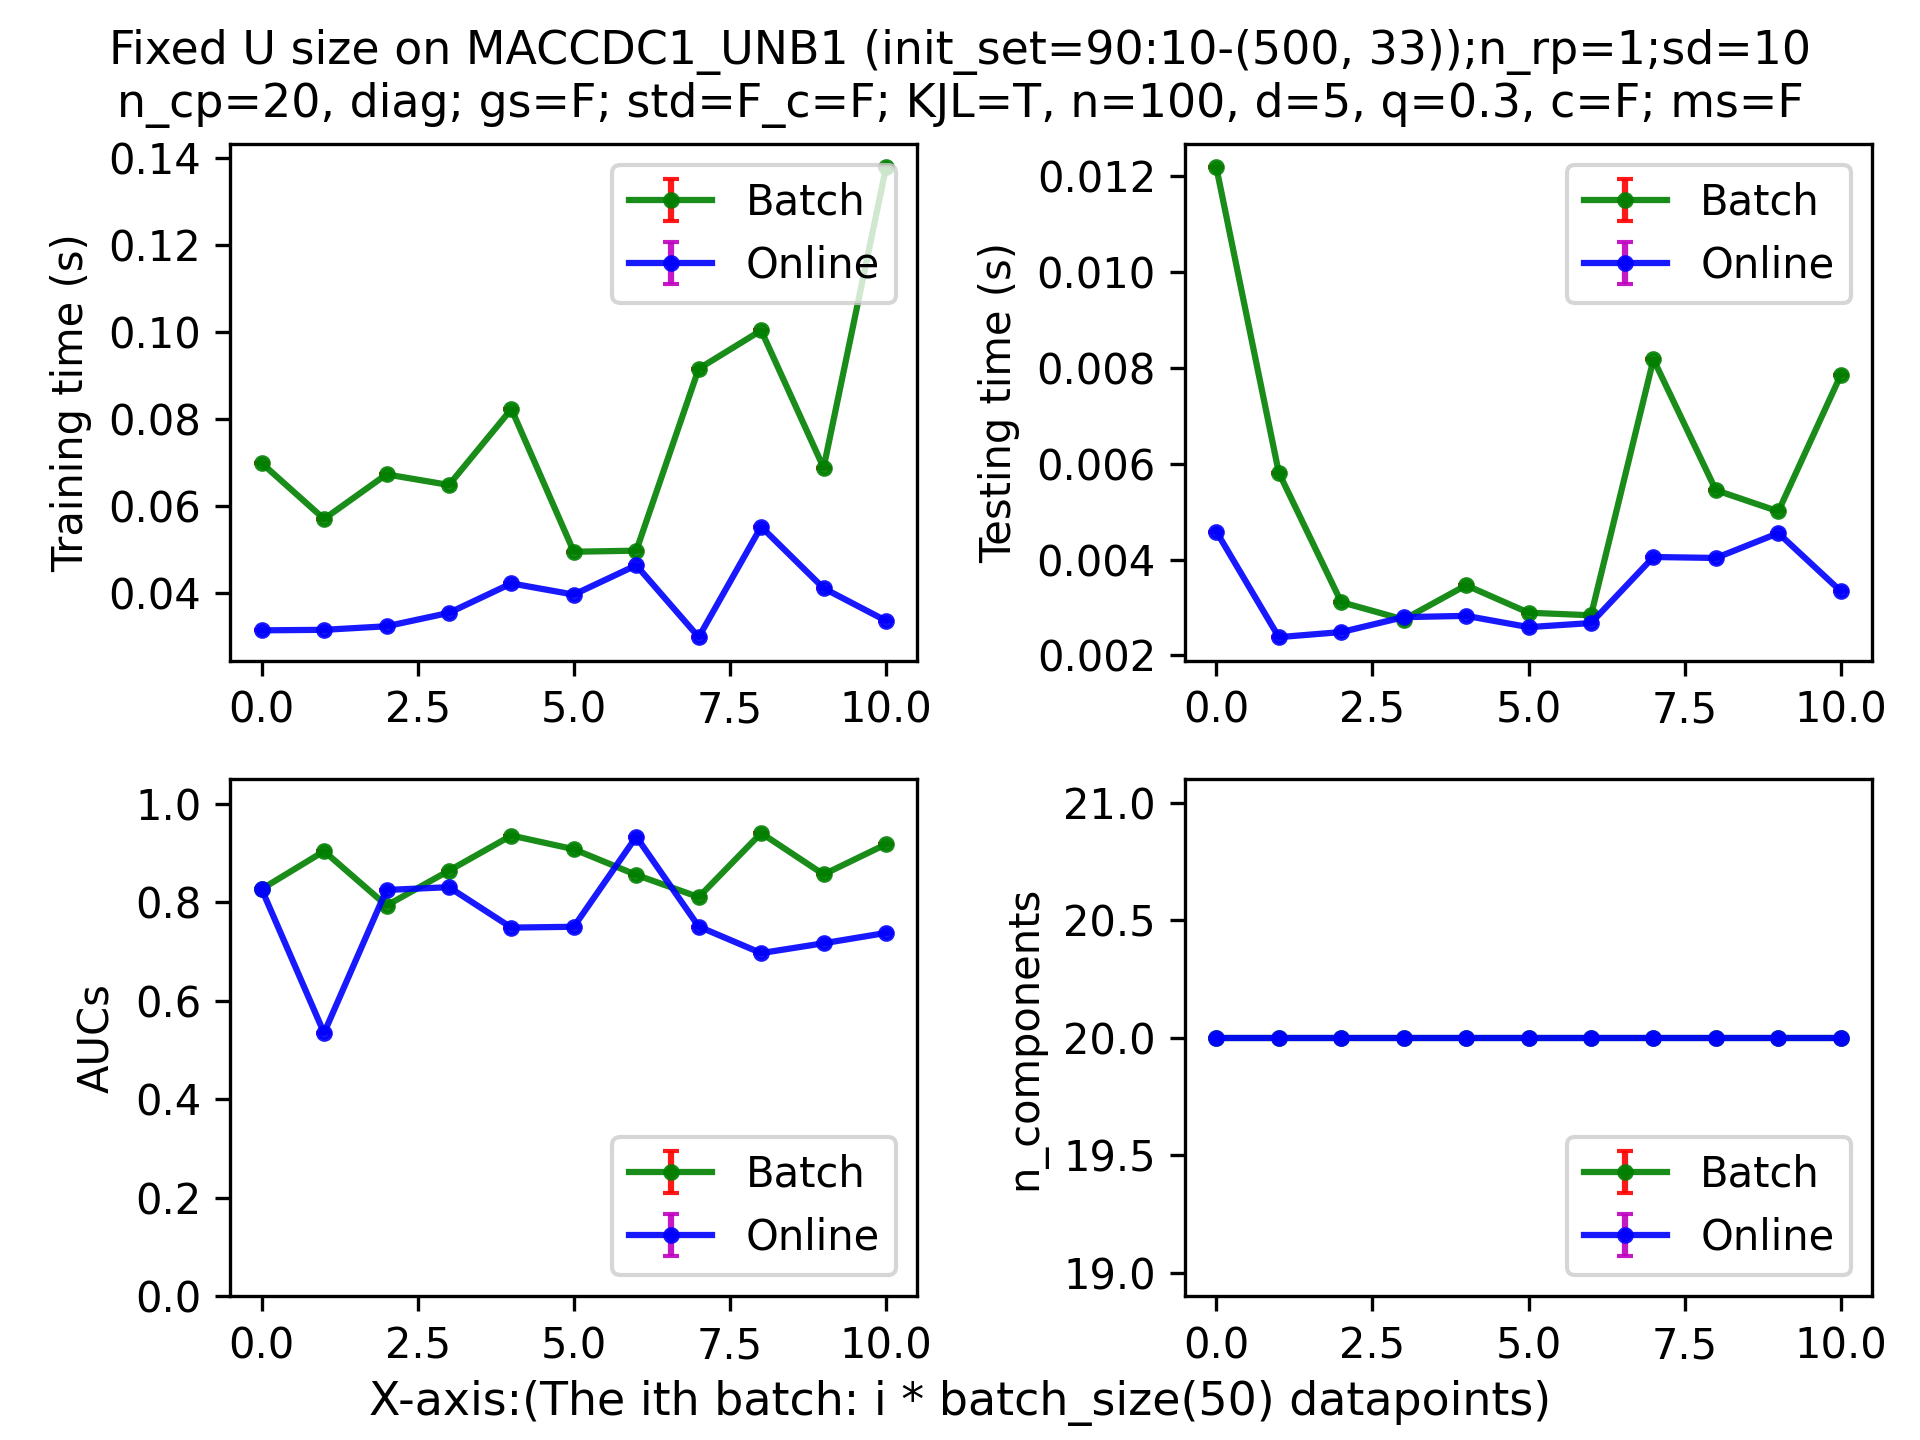 Fixed U size on MACCDC1_UNB1 (init_set=90:10-(500, 33));n_rp=1;sd=10
n_cp=20, diag; gs=F; std=F_c=F; KJL=T, n=100, d=5, q=0.3, c=F; ms=F
Training time (s)
0.14
0.12
0.10
0.08
0.06
0.04
0.0 2.5 5.0 7.5 10.0
Batch
Online
Testing time (s)
0.012
0.010
0.008
0.006
0.004
0.002
0.0 2.5 5.0 7.5 10.0
Batch
Online
AUCs
1.0
0.8
0.6
0.4
0.2
0.0
0.0 2.5 5.0 7.5 10.0
Batch
Online
n_components
21.0
20.5
20.0
19.5
19.0
0.0 2.5 5.0 7.5 10.0
Batch
Online
X-axis:(The ith batch: i * batch_size(50) datapoints)